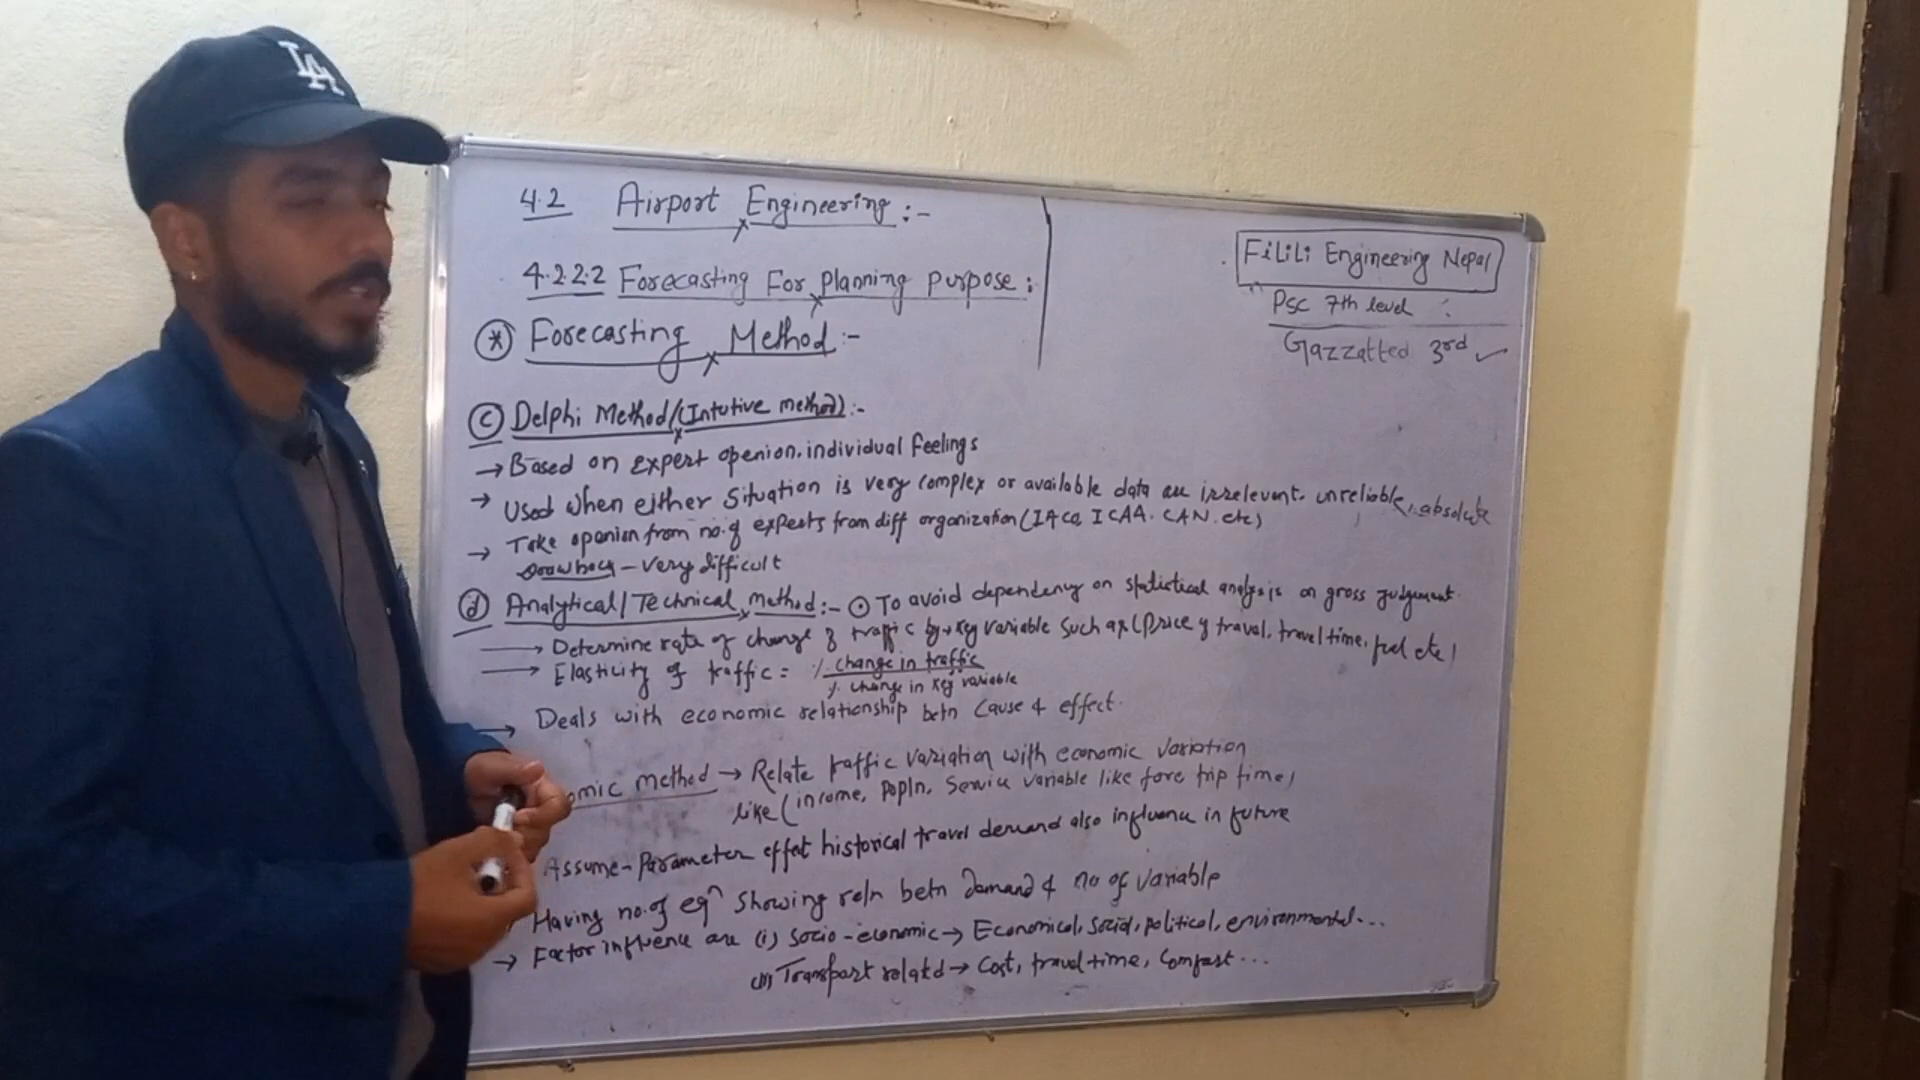 LA
4.2 Airport Engineering :-
4.2.2.2 Forecasting For planning purpose :
Filili Engineering Nepal
Psc 7th level :
Gazzatted 3rd ✓
* Forecasting Method :-
(c) Delphi Method/(Intutive method) :-
→ Based on expert openion, individual feelings
→ Used when either situation is very complex or available data are irrelevent, unreliable, absolute
→ Take openion from no. of experts from diff organization (IACO, ICAA, CAN, etc)
Drawback - very difficult
(d) Analytical/Technical method :- ⊙ To avoid dependency on statistical analysis on gross judgement.
→ Determine rate of change of traffic by key variable such as (price of travel, travel time, fuel etc)
→ Elasticity of traffic = % change in traffic
% change in key variable
→ Deals with economic relationship betn cause & effect.
omic method → Relate traffic variation with economic variation
like (income, popln, Service variable like fare trip time)
Assume - Parameter effect historical travel demand also influence in future
Having no. of eqn showing reln betn demand & no of variable
→ Factor influence are (i) Socio-economic → Economical, Social, political, environmental...
(ii) Transport relatd → Cost, travel time, Comfart...